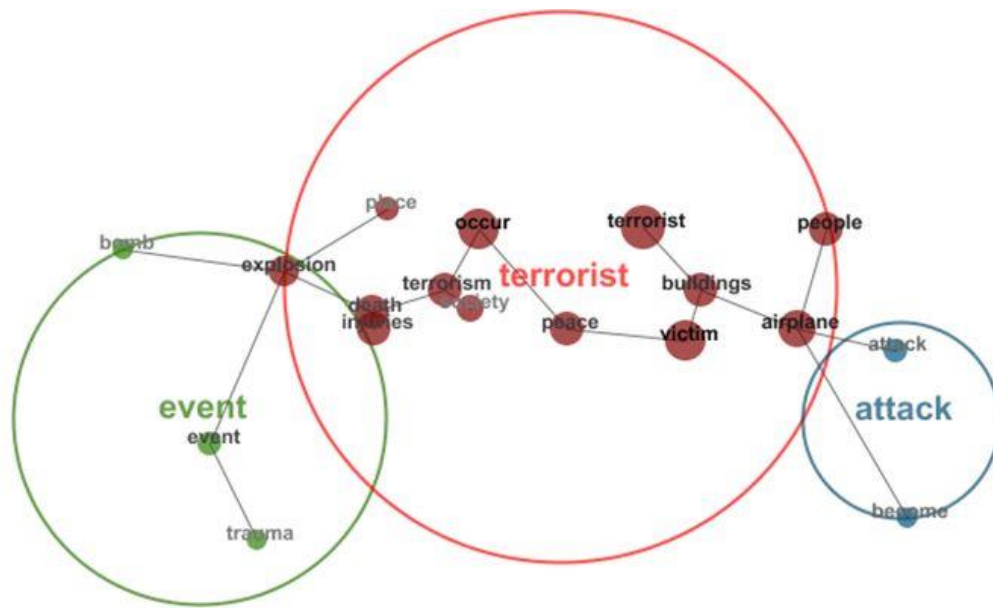 place
occur
terrorist
people
bomb
explosion
terrorism
terrorist
buildings
society
death
injuries
peace
victim
airplane
attack
event
attack
event
become
trauma